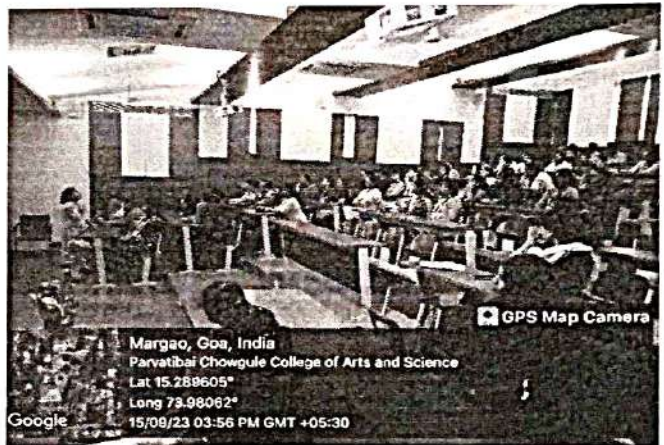 GPS Map Camera
Margao, Goa, India
Parvatibai Chowgule College of Arts and Science
Lat 15.289605°
Long 73.98062°
15/09/23 03:56 PM GMT +05:30
Google